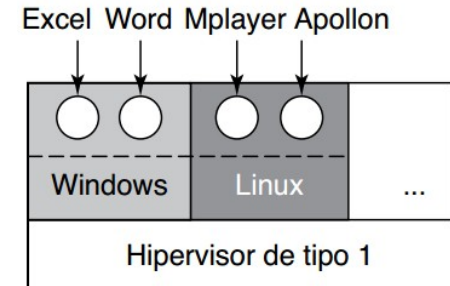 Excel Word Mplayer Apollon
Windows Linux ...
Hipervisor de tipo 1